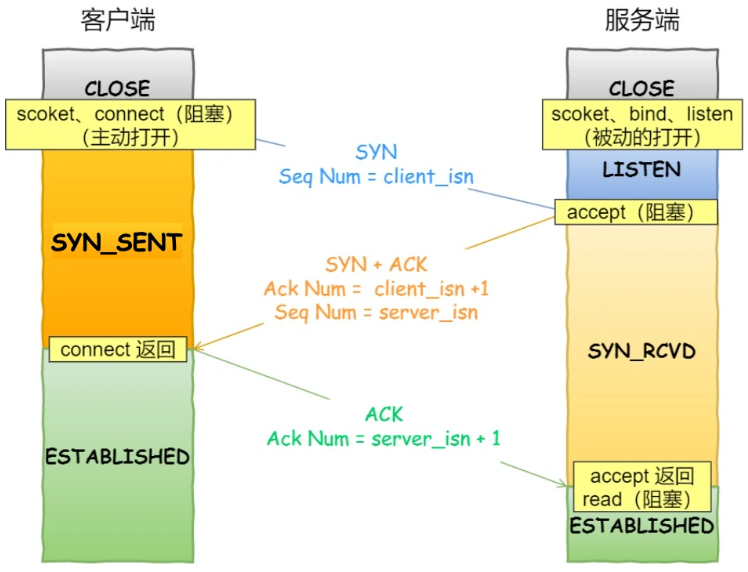 客户端
服务端
CLOSE
scoket、connect（阻塞）
（主动打开）
CLOSE
scoket、bind、listen
（被动的打开）
SYN
Seq Num = client_isn
LISTEN
accept（阻塞）
SYN_SENT
SYN + ACK
Ack Num = client_isn +1
Seq Num = server_isn
connect 返回
SYN_RCVD
ACK
Ack Num = server_isn + 1
ESTABLISHED
accept 返回
read（阻塞）
ESTABLISHED